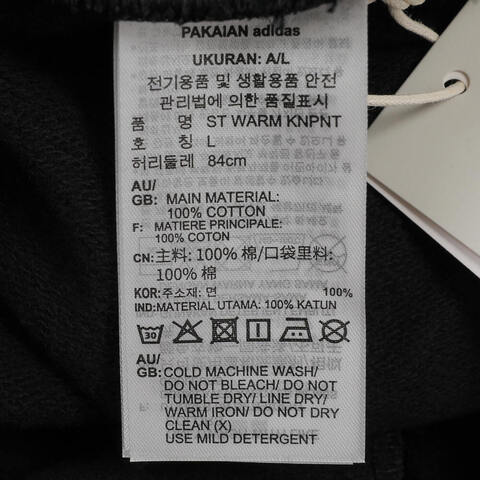 PAKAIAN adidas
UKURAN: A/L
전기용품 및 생활용품 안전
관리법에 의한 품질표시
품 명 ST WARM KNPNT
호 칭 L
허리둘레 84cm
AU/
GB: MAIN MATERIAL:
100% COTTON
F: MATIERE PRINCIPALE:
100% COTON
CN: 主料: 100% 棉/口袋里料:
100% 棉
KOR: 주소재: 면 100%
IND: MATERIAL UTAMA: 100% KATUN
30
AU/
GB: COLD MACHINE WASH/
DO NOT BLEACH/ DO NOT
TUMBLE DRY/ LINE DRY/
WARM IRON/ DO NOT DRY
CLEAN (X)
USE MILD DETERGENT